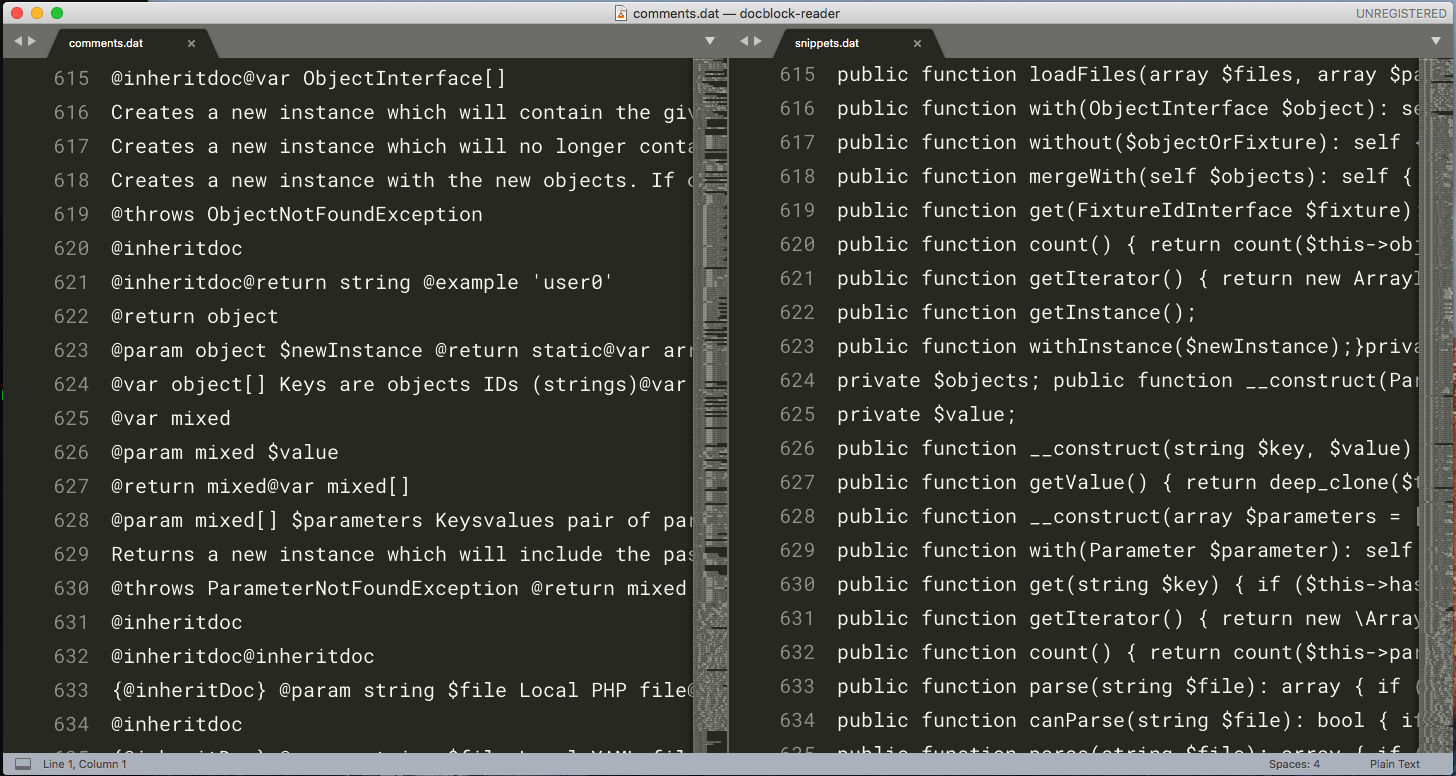 comments.dat — docblock-reader
UNREGISTERED
comments.dat
615 @inheritdoc@var ObjectInterface[]
616 Creates a new instance which will contain the giv
617 Creates a new instance which will no longer conta
618 Creates a new instance with the new objects. If
619 @throws ObjectNotFoundException
620 @inheritdoc
621 @inheritdoc@return string @example 'user0'
622 @return object
623 @param object $newInstance @return static@var arr
624 @var object[] Keys are objects IDs (strings)@var
625 @var mixed
626 @param mixed $value
627 @return mixed@var mixed[]
628 @param mixed[] $parameters Keysvalues pair of par
629 Returns a new instance which will include the pas
630 @throws ParameterNotFoundException @return mixed
631 @inheritdoc
632 @inheritdoc@inheritdoc
633 {@inheritDoc} @param string $file Local PHP file@
634 @inheritdoc
snippets.dat
615 public function loadFiles(array $files, array $pa
616 public function with(ObjectInterface $object): se
617 public function without($objectOrFixture): self {
618 public function mergeWith(self $objects): self {
619 public function get(FixtureIdInterface $fixture)
620 public function count() { return count($this->obj
621 public function getIterator() { return new ArrayI
622 public function getInstance();
623 public function withInstance($newInstance);}priva
624 private $objects; public function __construct(Par
625 private $value;
626 public function __construct(string $key, $value)
627 public function getValue() { return deep_clone($t
628 public function __construct(array $parameters = [
629 public function with(Parameter $parameter): self
630 public function get(string $key) { if ($this->has
631 public function getIterator() { return new \Array
632 public function count() { return count($this->par
633 public function parse(string $file): array { if (
634 public function canParse(string $file): bool { if
635 public function parse(string $file): array { if
Line 1, Column 1
Spaces: 4
Plain Text